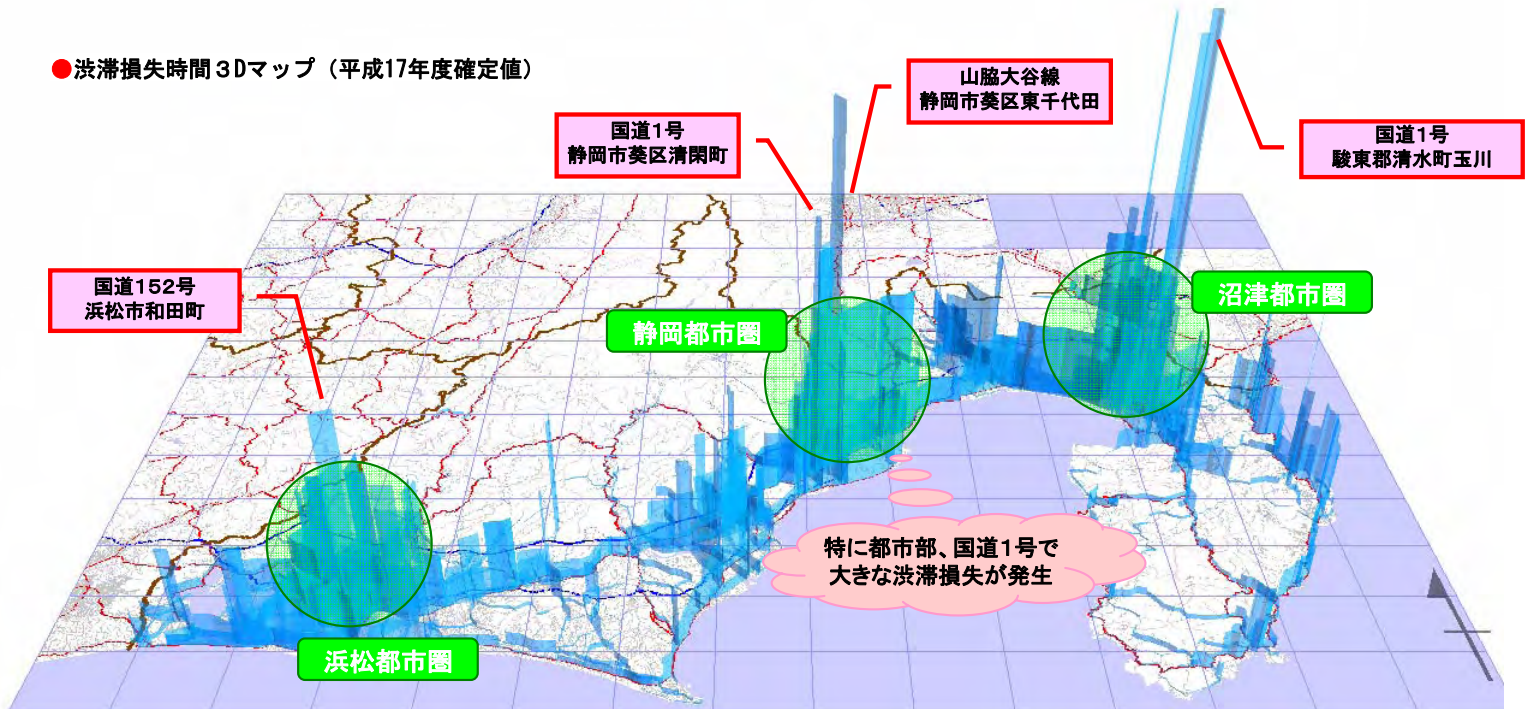 ●渋滞損失時間３Dマップ（平成17年度確定値）
山脇大谷線
静岡市葵区東千代田
国道1号
静岡市葵区清閑町
国道1号
駿東郡清水町玉川
国道152号
浜松市和田町
沼津都市圏
静岡都市圏
特に都市部、国道1号で
大きな渋滞損失が発生
浜松都市圏